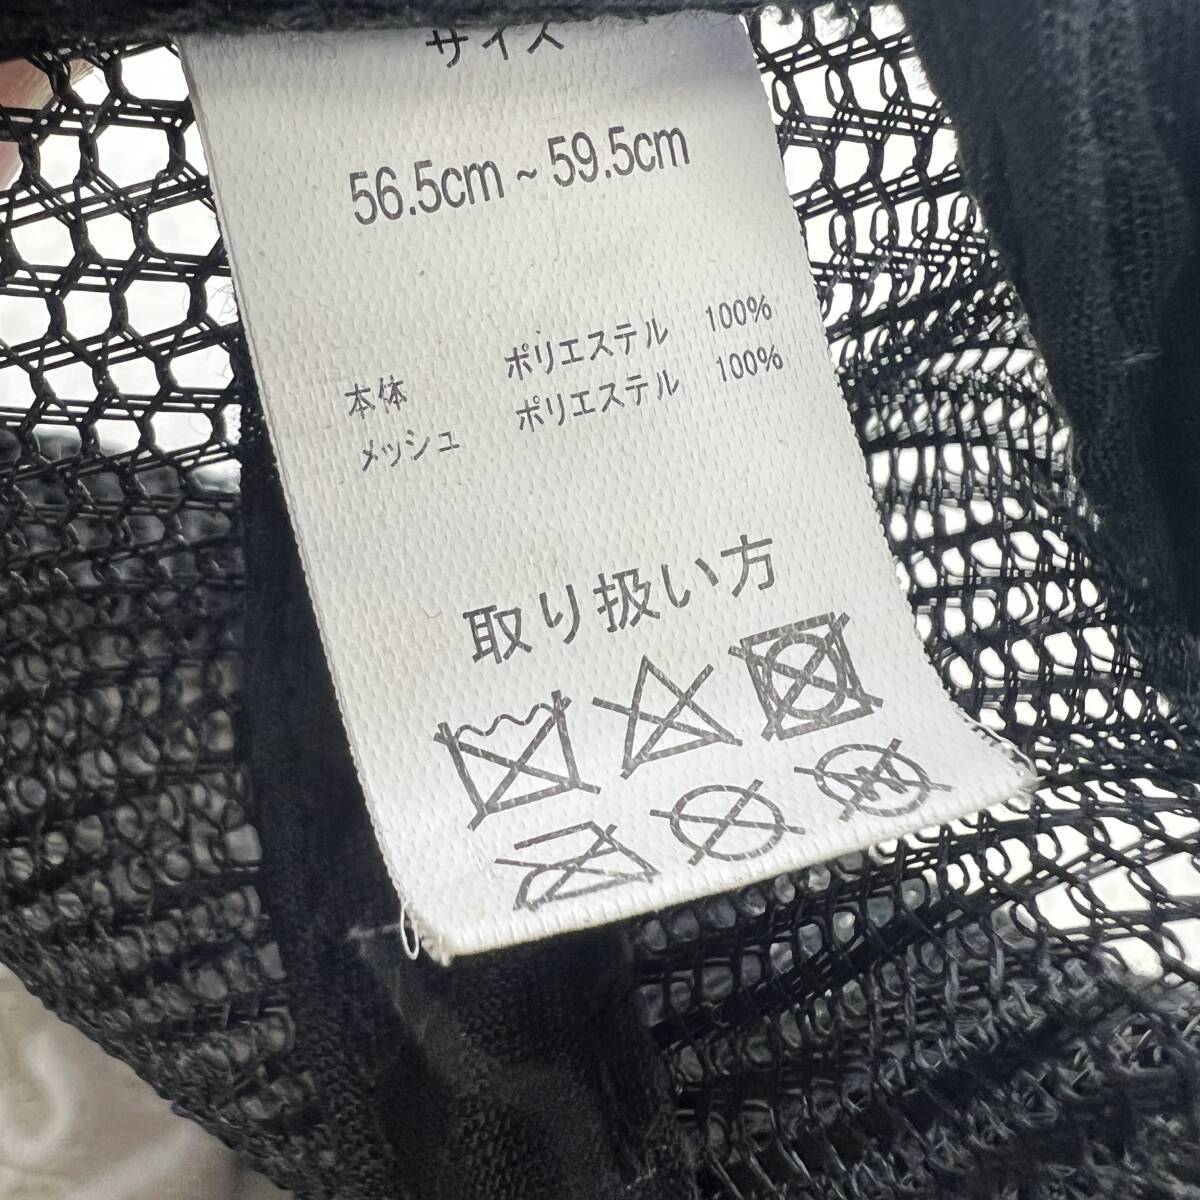 サイズ
56.5cm ~ 59.5cm
本体 ポリエステル 100%
メッシュ ポリエステル 100%
取り扱い方